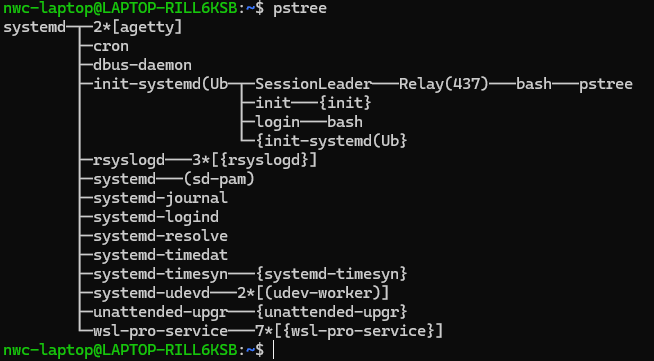 nwc-laptop@LAPTOP-RILL6KSB:~$ pstree
systemd─┬─2*[agetty]
        ├─cron
        ├─dbus-daemon
        ├─init-systemd(Ub─┬─SessionLeader───Relay(437)───bash───pstree
        │                 ├─init───{init}
        │                 ├─login───bash
        │                 └─{init-systemd(Ub}
        ├─rsyslogd───3*[{rsyslogd}]
        ├─systemd───(sd-pam)
        ├─systemd-journal
        ├─systemd-logind
        ├─systemd-resolve
        ├─systemd-timedat
        ├─systemd-timesyn───{systemd-timesyn}
        ├─systemd-udevd───2*[(udev-worker)]
        ├─unattended-upgr───{unattended-upgr}
        └─wsl-pro-service───7*[{wsl-pro-service}]
nwc-laptop@LAPTOP-RILL6KSB:~$